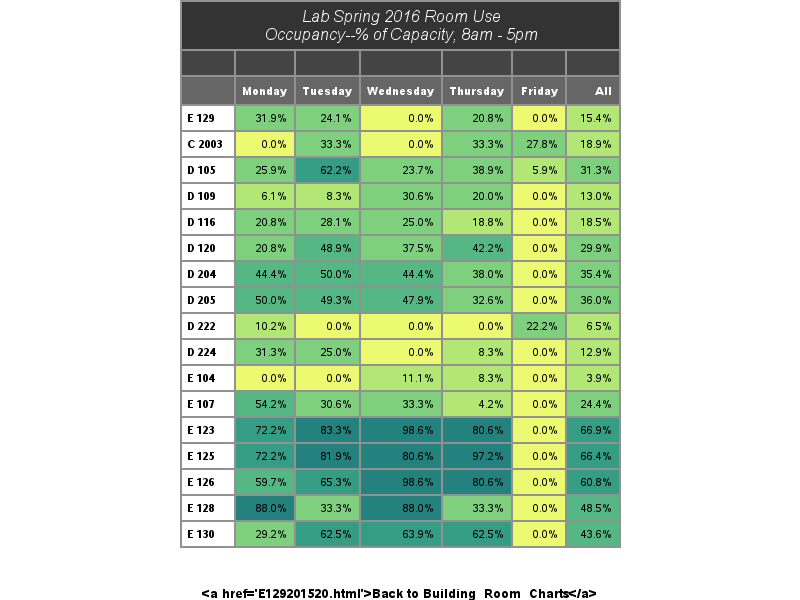 Lab Spring 2016 Room Use
Occupancy--% of Capacity, 8am - 5pm
Monday Tuesday Wednesday Thursday Friday All
E 129 31.9% 24.1% 0.0% 20.8% 0.0% 15.4%
C 2003 0.0% 33.3% 0.0% 33.3% 27.8% 18.9%
D 105 25.9% 62.2% 23.7% 38.9% 5.9% 31.3%
D 109 6.1% 8.3% 30.6% 20.0% 0.0% 13.0%
D 116 20.8% 28.1% 25.0% 18.8% 0.0% 18.5%
D 120 20.8% 48.9% 37.5% 42.2% 0.0% 29.9%
D 204 44.4% 50.0% 44.4% 38.0% 0.0% 35.4%
D 205 50.0% 49.3% 47.9% 32.6% 0.0% 36.0%
D 222 10.2% 0.0% 0.0% 0.0% 22.2% 6.5%
D 224 31.3% 25.0% 0.0% 8.3% 0.0% 12.9%
E 104 0.0% 0.0% 11.1% 8.3% 0.0% 3.9%
E 107 54.2% 30.6% 33.3% 4.2% 0.0% 24.4%
E 123 72.2% 83.3% 98.6% 80.6% 0.0% 66.9%
E 125 72.2% 81.9% 80.6% 97.2% 0.0% 66.4%
E 126 59.7% 65.3% 98.6% 80.6% 0.0% 60.8%
E 128 88.0% 33.3% 88.0% 33.3% 0.0% 48.5%
E 130 29.2% 62.5% 63.9% 62.5% 0.0% 43.6%
<a href='E129201520.html'>Back to Building_Room_Charts</a>